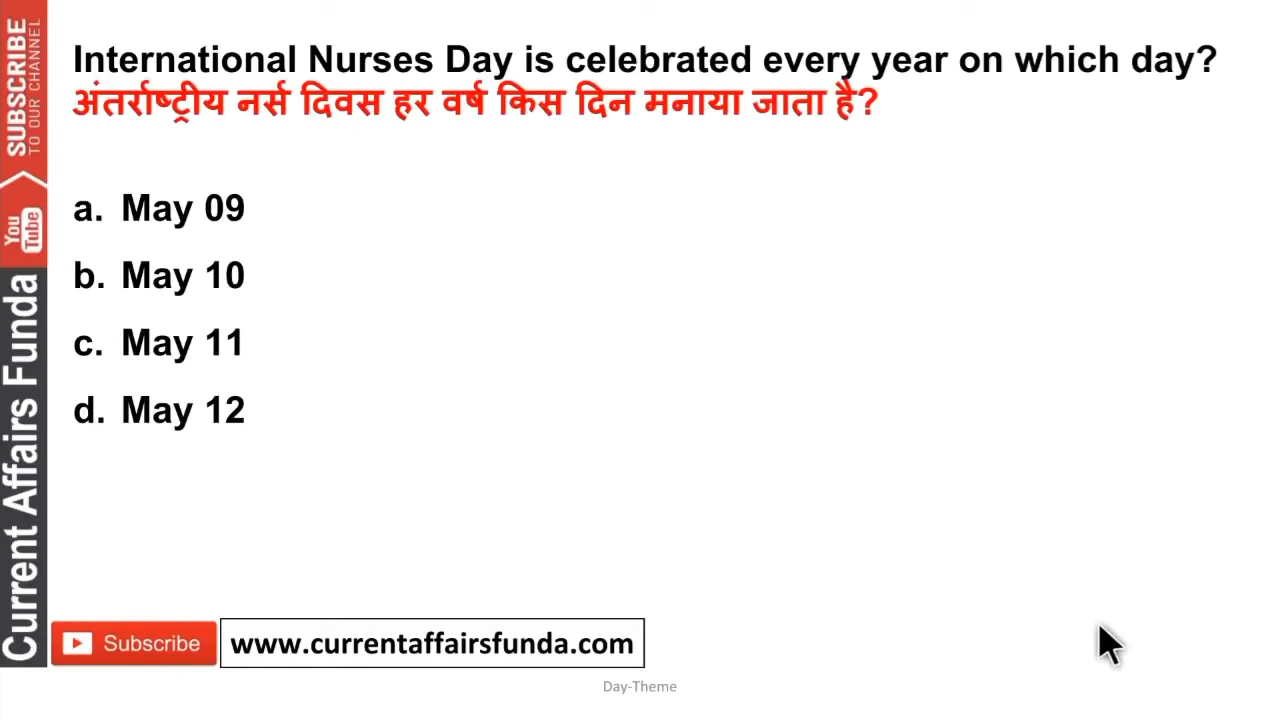 International Nurses Day is celebrated every year on which day?
अंतर्राष्ट्रीय नर्स दिवस हर वर्ष किस दिन मनाया जाता है?
a. May 09
b. May 10
c. May 11
d. May 12
SUBSCRIBE
TO OUR CHANNEL
You
Tube
Current Affairs Funda
Subscribe
www.currentaffairsfunda.com
Day-Theme